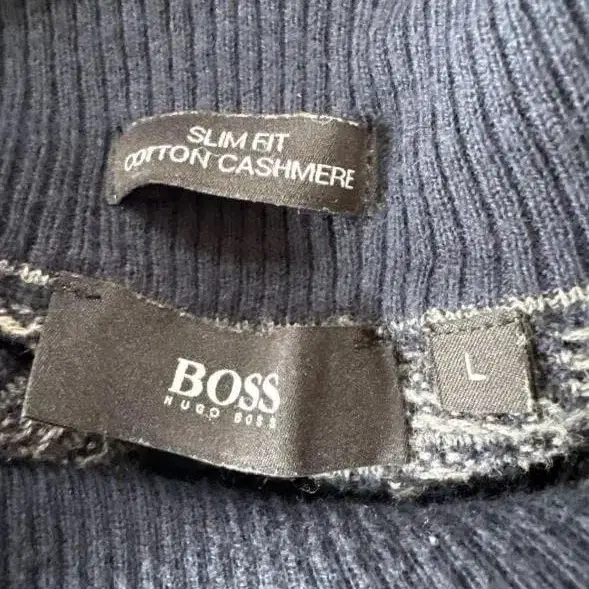 SLIM FIT
COTTON CASHMERE
BOSS
HUGO BOSS
L